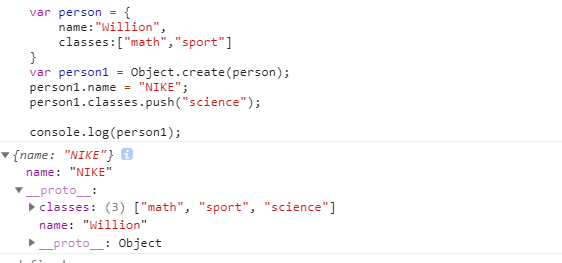 var person = {
name:"Willion",
classes:["math","sport"]
}
var person1 = Object.create(person);
person1.name = "NIKE";
person1.classes.push("science");
console.log(person1);
▼{name: "NIKE"} i
name: "NIKE"
▼__proto__:
▶classes: (3) ["math", "sport", "science"]
name: "Willion"
▶__proto__: Object